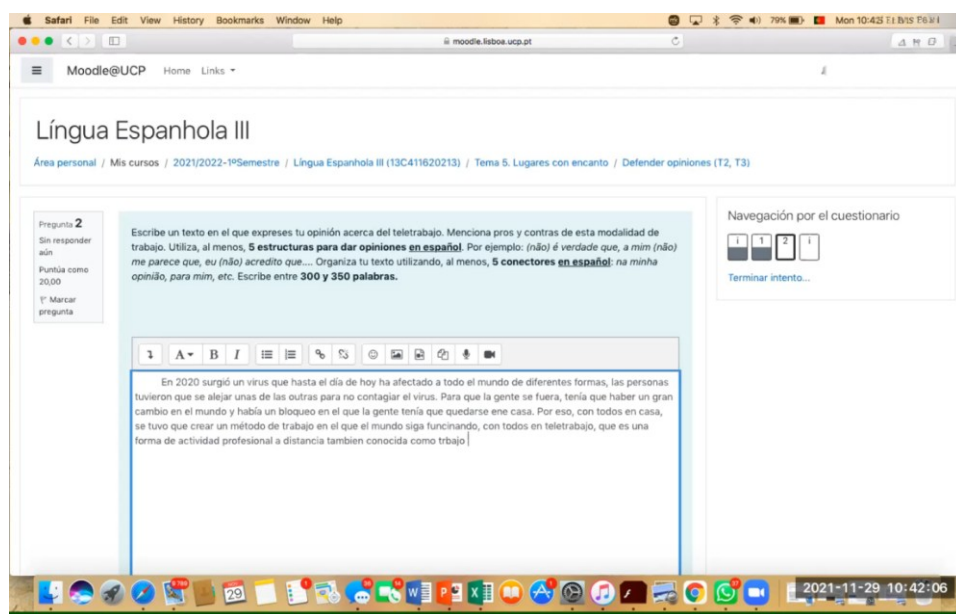 Safari File Edit View History Bookmarks Window Help 79% Mon 10:42
moodle.lisboa.ucp.pt
Moodle@UCP Home Links
Língua Espanhola III
Área personal / Mis cursos / 2021/2022-1ºSemestre / Língua Espanhola III (13C411620213) / Tema 5. Lugares con encanto / Defender opiniones (T2, T3)
Pregunta 2
Sin responder
aún
Puntúa como
20,00
Marcar
pregunta
Escribe un texto en el que expreses tu opinión acerca del teletrabajo. Menciona pros y contras de esta modalidad de
trabajo. Utiliza, al menos, 5 estructuras para dar opiniones en español. Por ejemplo: (não) é verdade que, a mim (não)
me parece que, eu (não) acredito que.... Organiza tu texto utilizando, al menos, 5 conectores en español: na minha
opinião, para mim, etc. Escribe entre 300 y 350 palabras.
A B I
En 2020 surgió un virus que hasta el día de hoy ha afectado a todo el mundo de diferentes formas, las personas
tuvieron que se alejar unas de las outras para no contagiar el virus. Para que la gente se fuera, tenía que haber un gran
cambio en el mundo y había un bloqueo en el que la gente tenía que quedarse ene casa. Por eso, con todos en casa,
se tuvo que crear un método de trabajo en el que el mundo siga funcinando, con todos en teletrabajo, que es una
forma de actividad profesional a distancia tambien conocida como trbajo
Navegación por el cuestionario
i 1 2 i
Terminar intento...
29
2021-11-29 10:42:06